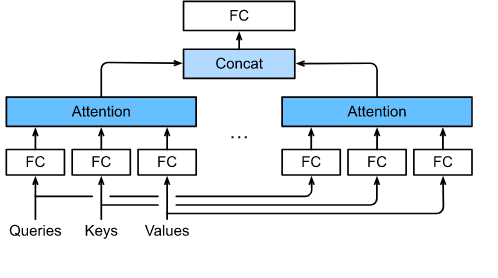 FC
Concat
Attention
Attention
...
FC FC FC FC FC FC
Queries Keys Values